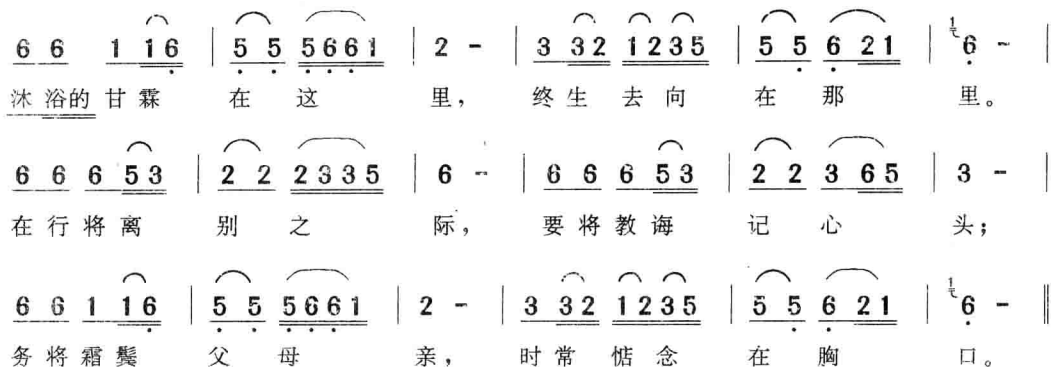 6 6 1 1 6 | 5 5 5 6 6 1 | 2 - | 3 3 2 1 2 3 5 | 5 5 6 2 1 | 6 - |
沐浴的甘霖 在 这 里， 终生去向 在 那 里。
6 6 6 5 3 | 2 2 2 3 3 5 | 6 - | 6 6 6 5 3 | 2 2 3 6 5 | 3 - |
在行将离 别 之 际， 要将教诲 记 心 头；
6 6 1 1 6 | 5 5 5 6 6 1 | 2 - | 3 3 2 1 2 3 5 | 5 5 6 2 1 | 6 - ‖
务将霜鬓 父 母 亲， 时常惦念 在 胸 口。